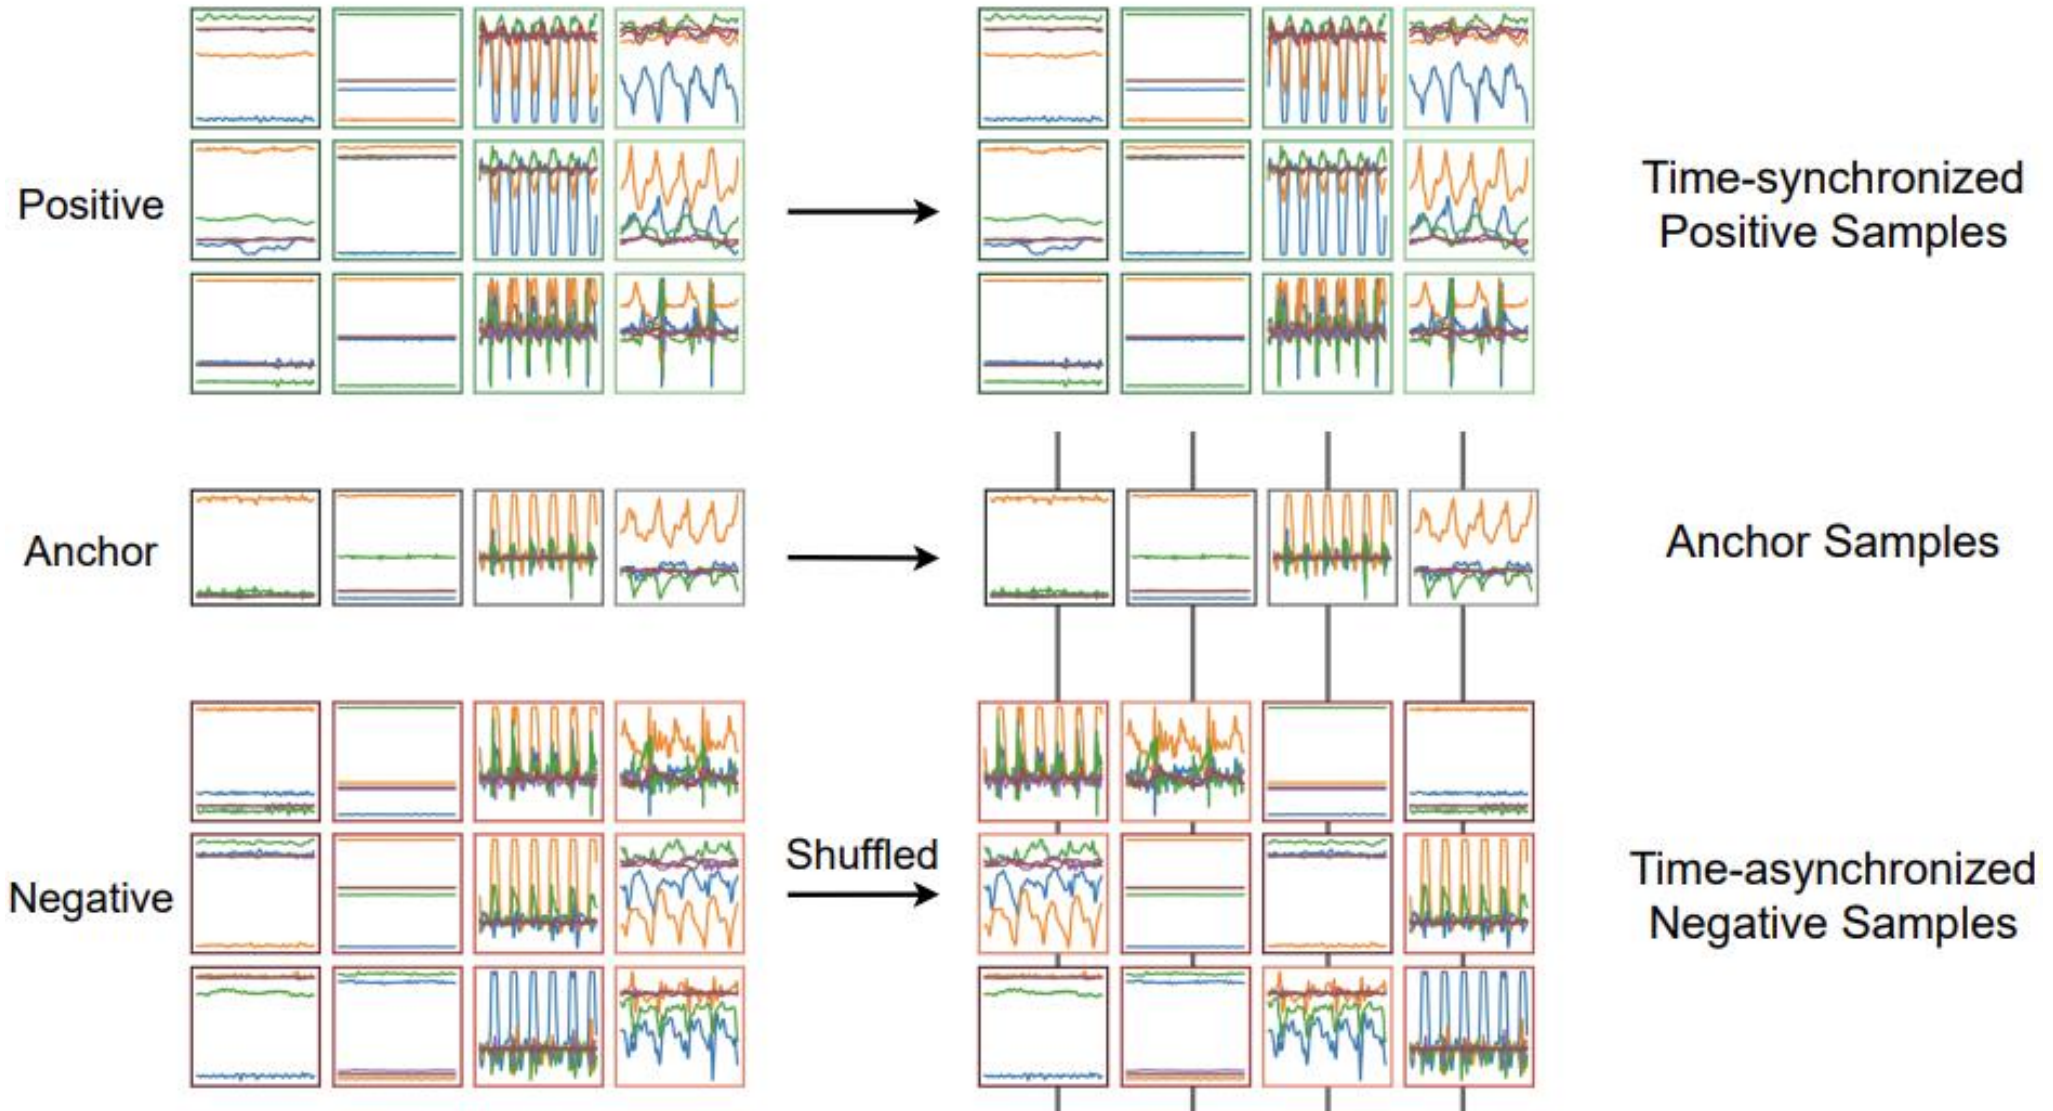 Positive
Time-synchronized
Positive Samples
Anchor
Anchor Samples
Negative
Shuffled
Time-asynchronized
Negative Samples